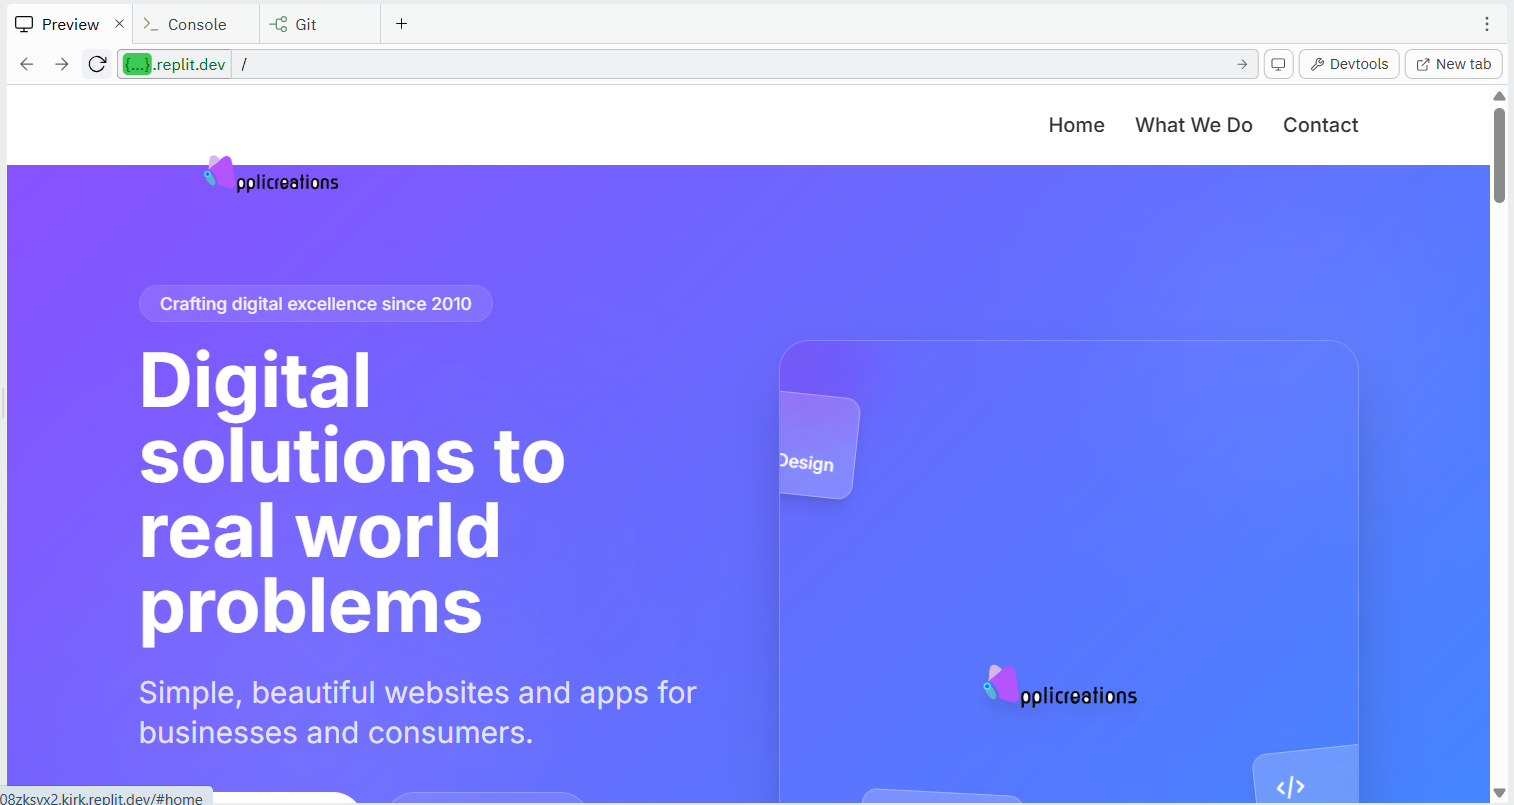 Preview
Console
Git
{...}.replit.dev /
Devtools
New tab
Home
What We Do
Contact
pplicreations
Crafting digital excellence since 2010
Digital
solutions to
real world
problems
Design
Simple, beautiful websites and apps for
businesses and consumers.
pplicreations
</>
08zksvx2.kirk.replit.dev/#home